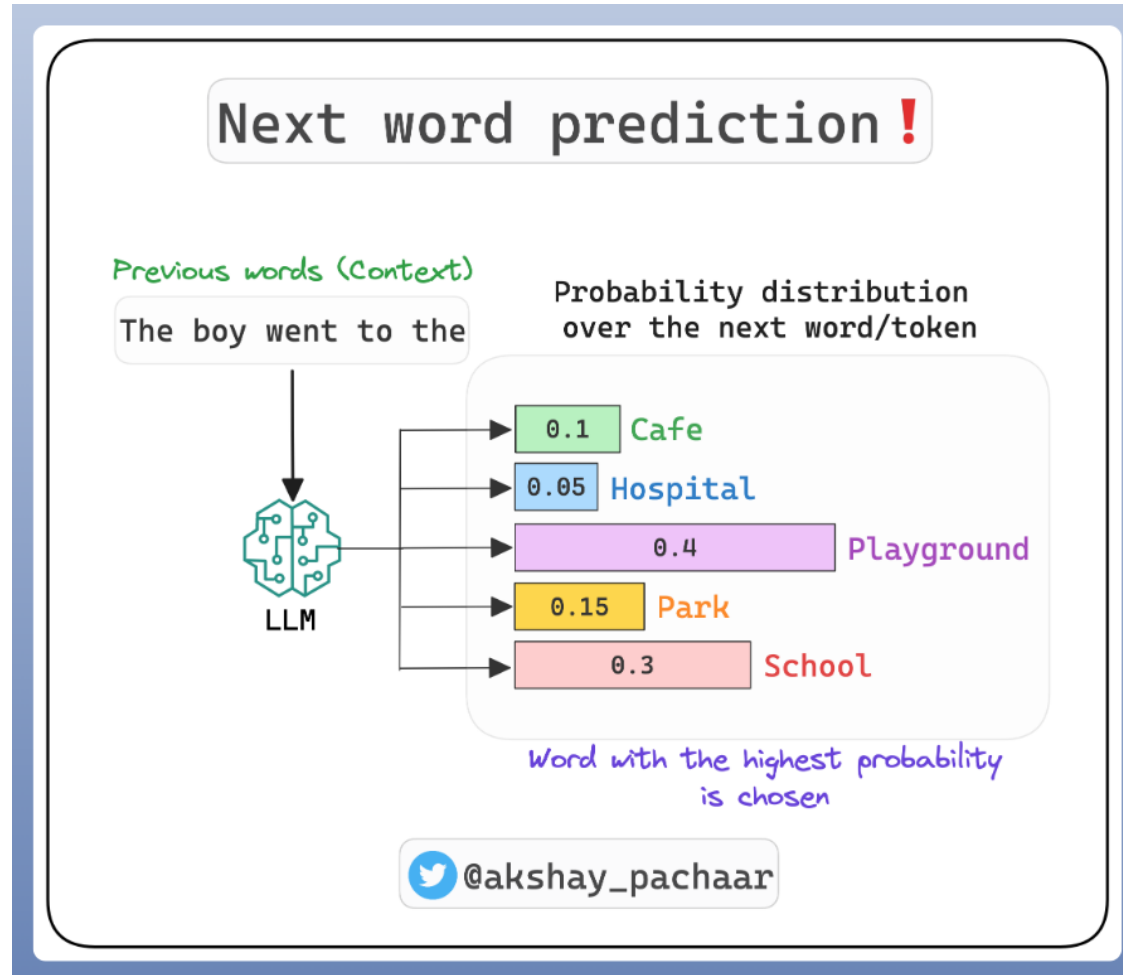 Next word prediction❗
Previous words (Context)
The boy went to the
LLM
Probability distribution
over the next word/token
0.1 Cafe
0.05 Hospital
0.4 Playground
0.15 Park
0.3 School
Word with the highest probability
is chosen
@akshay_pachaar